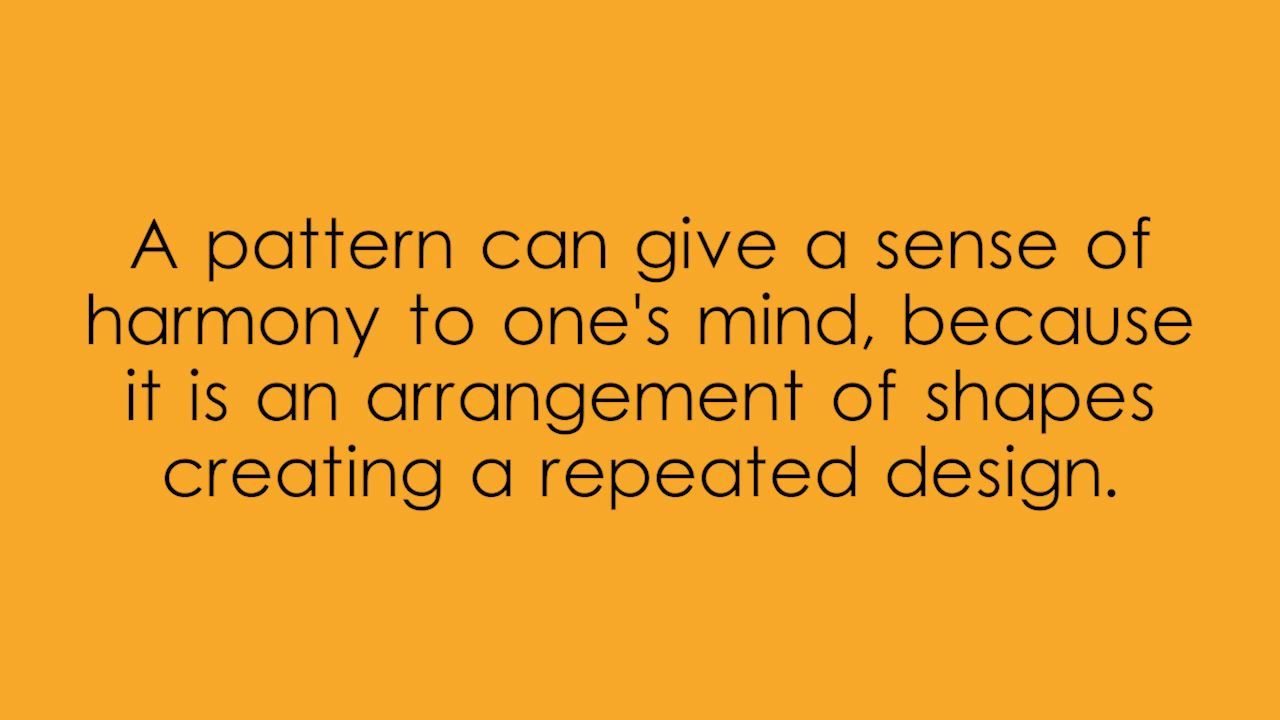 A pattern can give a sense of
harmony to one's mind, because
it is an arrangement of shapes
creating a repeated design.